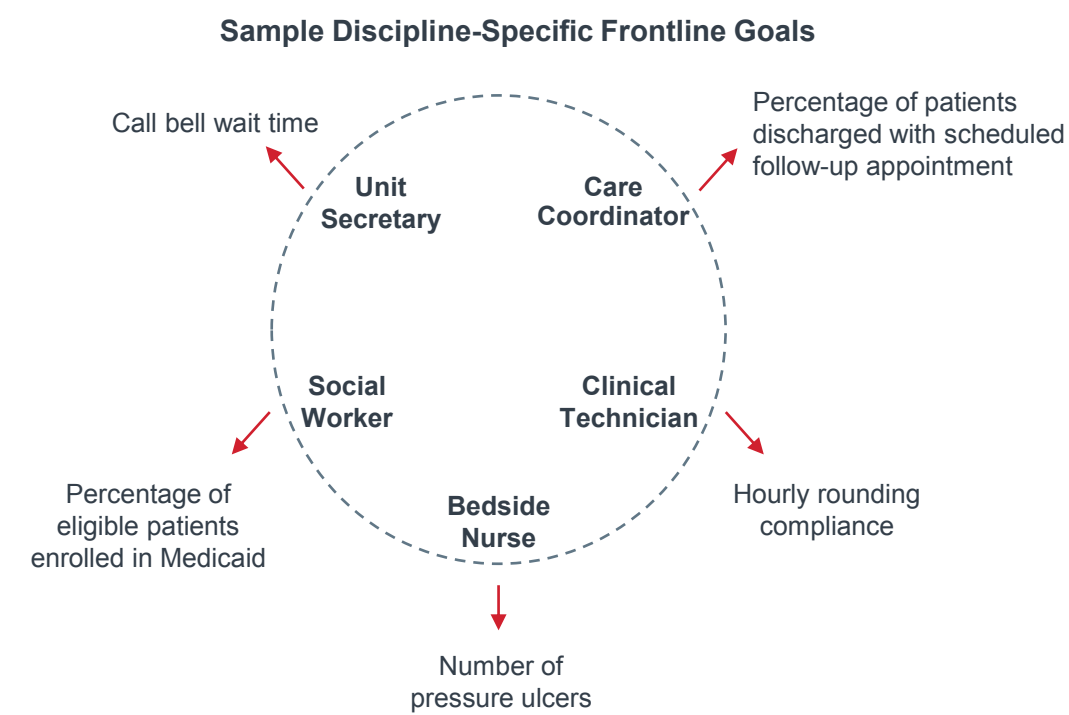 Sample Discipline-Specific Frontline Goals
Call bell wait time
Percentage of patients
discharged with scheduled
follow-up appointment
Unit
Secretary
Care
Coordinator
Social
Worker
Clinical
Technician
Percentage of
eligible patients
enrolled in Medicaid
Bedside
Nurse
Hourly rounding
compliance
Number of
pressure ulcers